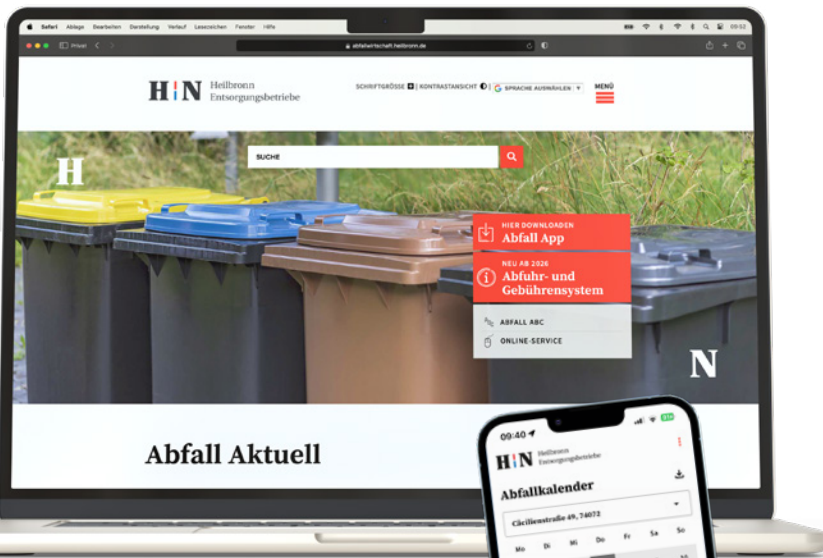 Safari Ablage Bearbeiten Darstellung Verlauf Lesezeichen Fenster Hilfe
09:52
Privat
abfallwirtschaft.heilbronn.de
H N
Heilbronn
Entsorgungsbetriebe
SCHRIFTGRÖSSE | KONTRASTANSICHT | G SPRACHE AUSWÄHLEN ▼
MENÜ
SUCHE
H
HIER DOWNLOADEN
Abfall App
NEU AB 2026
Abfuhr- und
Gebührensystem
ABFALL ABC
ONLINE-SERVICE
N
Abfall Aktuell
09:40
H N
Heilbronn
Entsorgungsbetriebe
Abfallkalender
Cäcilienstraße 49, 74072
Mo Di Mi Do Fr Sa So